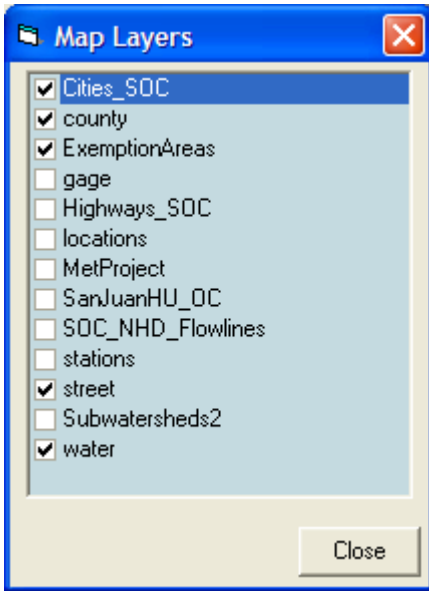 Map Layers
Cities_SOC
county
ExemptionAreas
gage
Highways_SOC
locations
MetProject
SanJuanHU_OC
SOC_NHD_Flowlines
stations
street
Subwatersheds2
water
Close